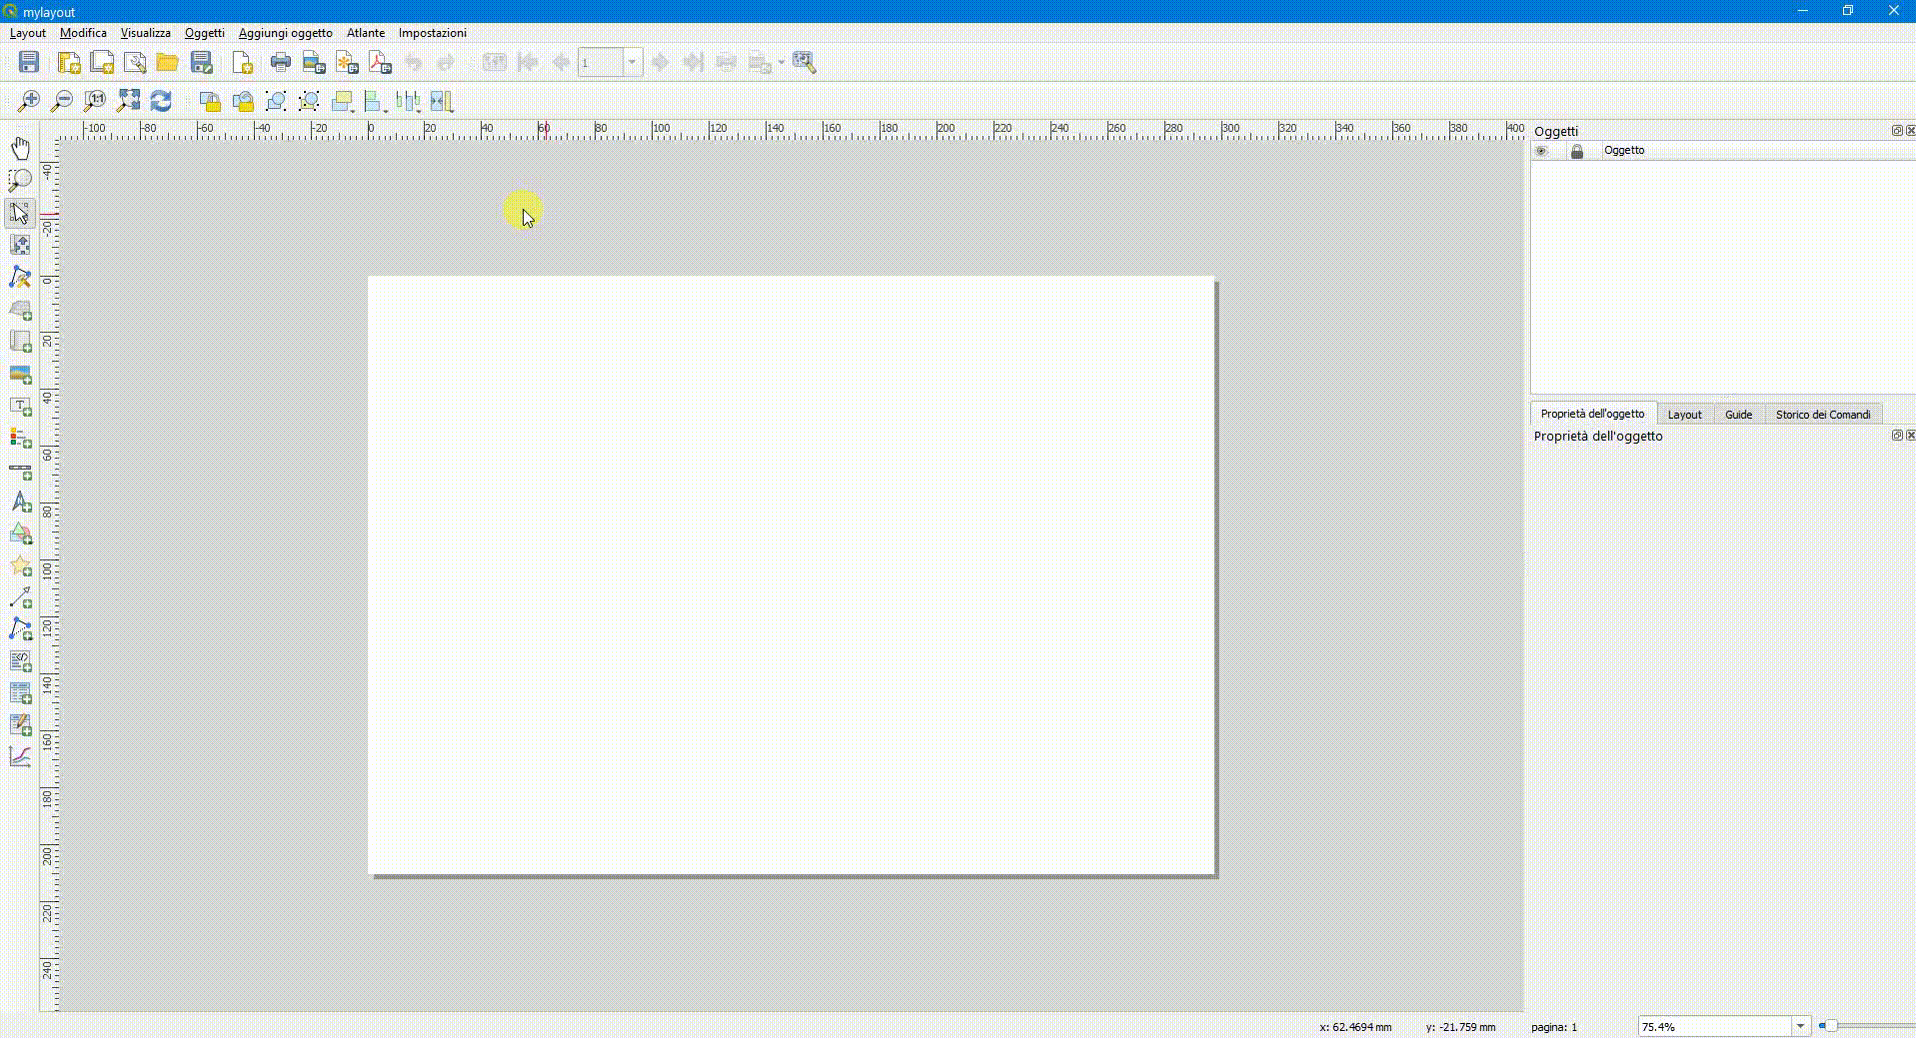 mylayout
Layout Modifica Visualizza Oggetti Aggiungi oggetto Atlante Impostazioni
1
1:1
-100 -80 -60 -40 -20 0 20 40 60 80 100 120 140 160 180 200 220 240 260 280 300 320 340 360 380 400
-40
-20
0
20
40
60
80
100
120
140
160
180
200
220
240
Oggetti
Oggetto
Proprietà dell'oggetto Layout Guide Storico dei Comandi
Proprietà dell'oggetto
x: 62.4694 mm y: -21.759 mm pagina: 1 75.4%